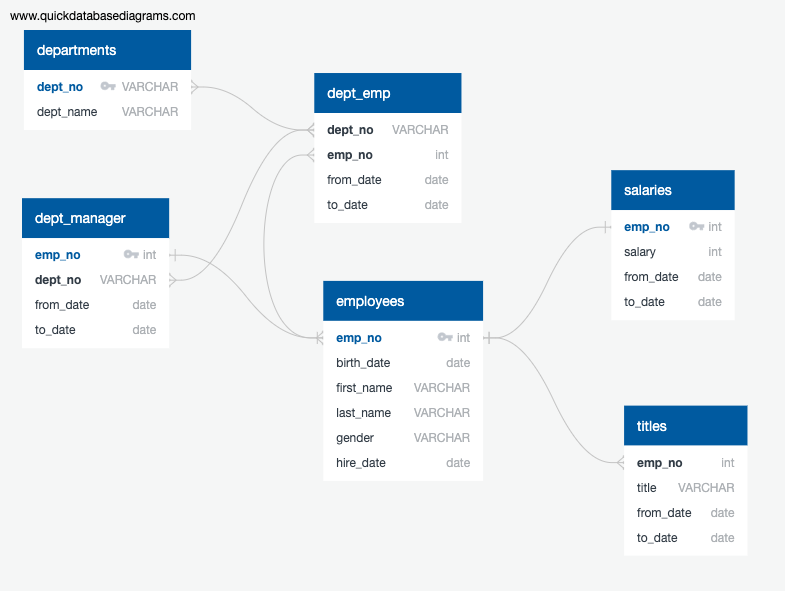 www.quickdatabasediagrams.com
departments
dept_no VARCHAR
dept_name VARCHAR
dept_emp
dept_no VARCHAR
emp_no int
from_date date
to_date date
dept_manager
emp_no int
dept_no VARCHAR
from_date date
to_date date
employees
emp_no int
birth_date date
first_name VARCHAR
last_name VARCHAR
gender VARCHAR
hire_date date
salaries
emp_no int
salary int
from_date date
to_date date
titles
emp_no int
title VARCHAR
from_date date
to_date date